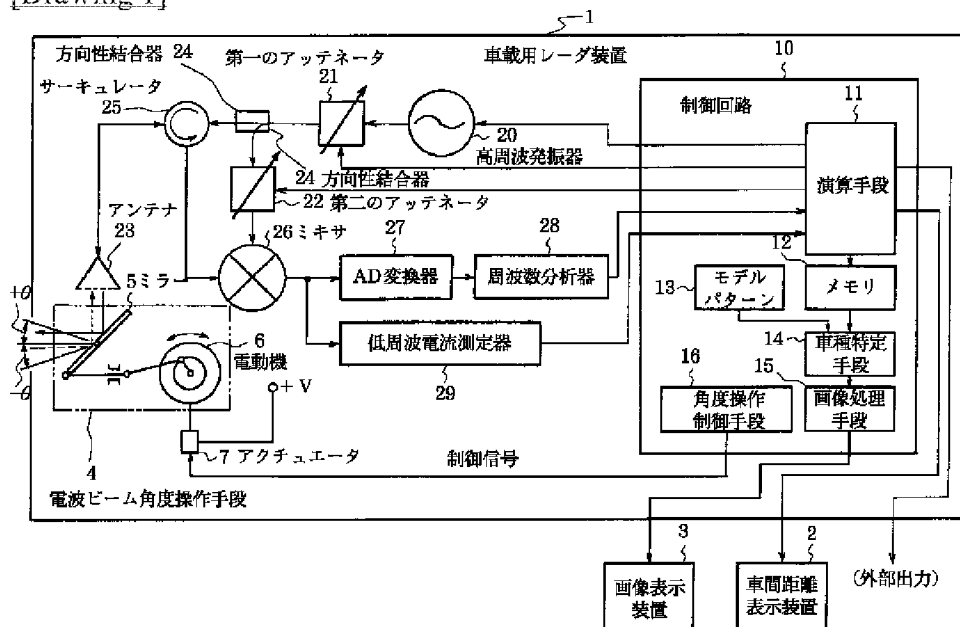 [Drawing 1]
1
方向性結合器 24
第一のアッテネータ
21
車載用レーダ装置
10
サーキュレータ
25
20
高周波発振器
制御回路
11
演算手段
24 方向性結合器
22 第二のアッテネータ
アンテナ
23
26 ミキサ
27
AD変換器
28
周波数分析器
12
メモリ
13
モデル
パターン
5 ミラ
+θ
-θ
6
電動機
+V
低周波電流測定器
29
14
車種特定
手段
15
画像処理
手段
16
角度操作
制御手段
4
7 アクチュエータ
制御信号
電波ビーム角度操作手段
3
画像表示
装置
2
車間距離
表示装置
(外部出力)